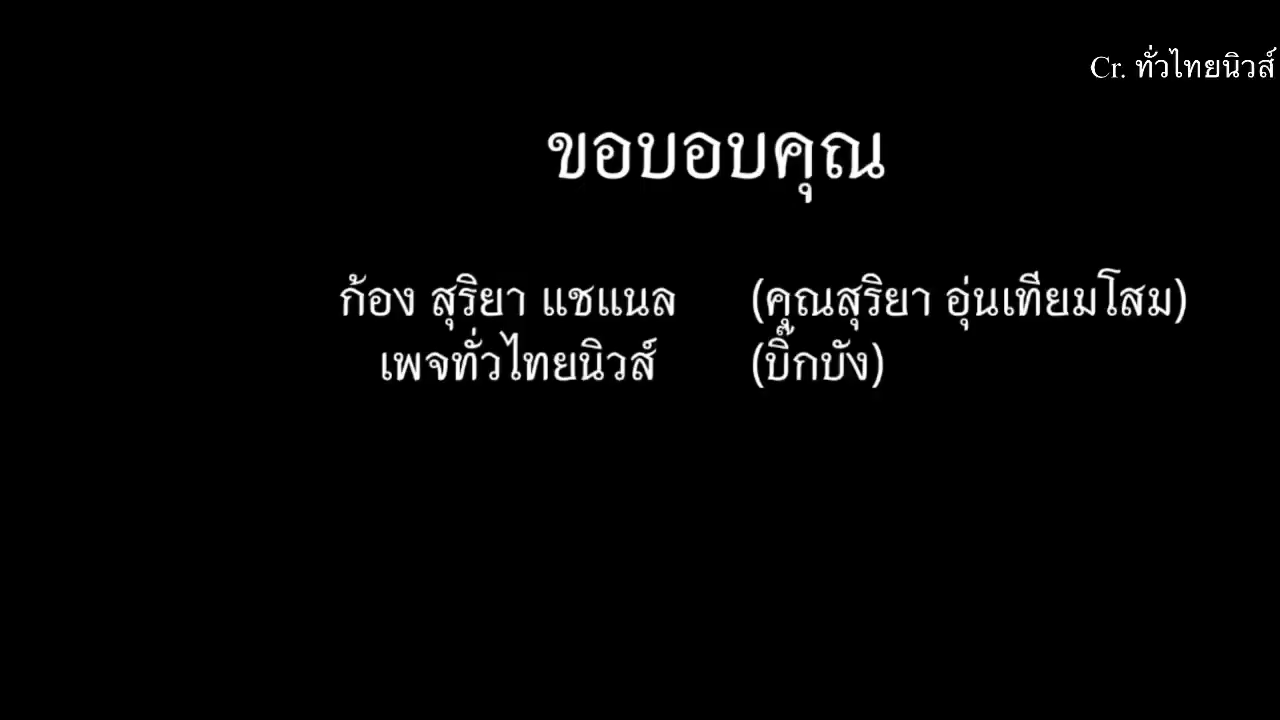 Cr. ทั่วไทยนิวส์
ขอบอบคุณ
ก้อง สุริยา แชแนล (คุณสุริยา อุ่นเทียมโสม)
เพจทั่วไทยนิวส์ (บิ๊กบัง)